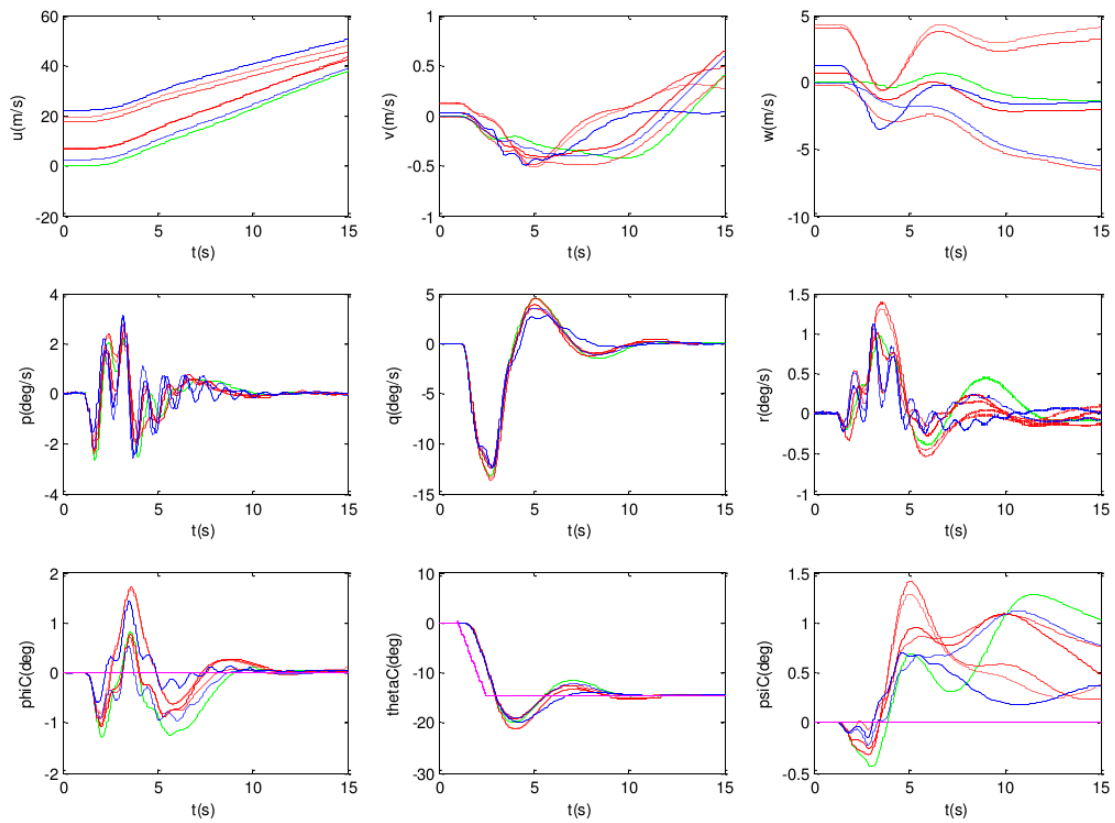 60
40
20
0
-20
u(m/s)
0 5 10 15
t(s)
1
0.5
0
-0.5
-1
v(m/s)
0 5 10 15
t(s)
5
0
-5
-10
w(m/s)
0 5 10 15
t(s)
4
2
0
-2
-4
p(deg/s)
0 5 10 15
t(s)
5
0
-5
-10
-15
q(deg/s)
0 5 10 15
t(s)
1.5
1
0.5
0
-0.5
-1
r(deg/s)
0 5 10 15
t(s)
2
1
0
-1
-2
phiC(deg)
0 5 10 15
t(s)
10
0
-10
-20
-30
thetaC(deg)
0 5 10 15
t(s)
1.5
1
0.5
0
-0.5
psiC(deg)
0 5 10 15
t(s)